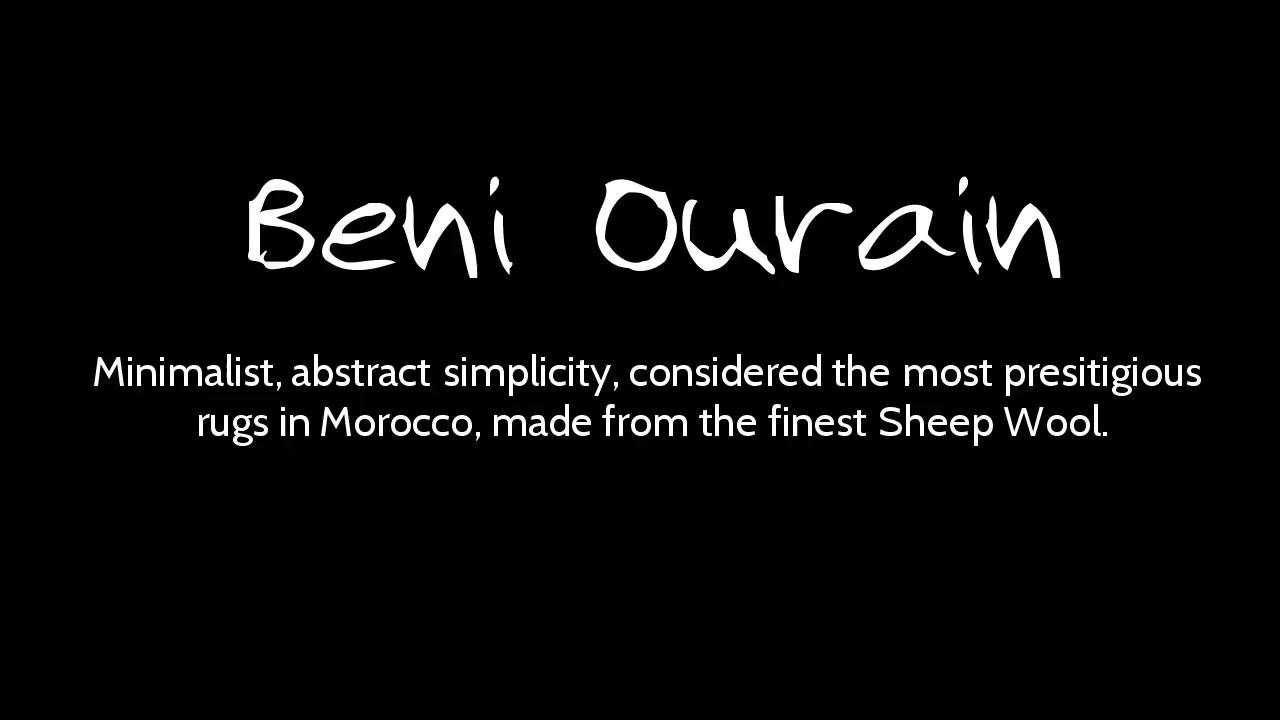 Beni Ourain
Minimalist, abstract simplicity, considered the most presitigious
rugs in Morocco, made from the finest Sheep Wool.